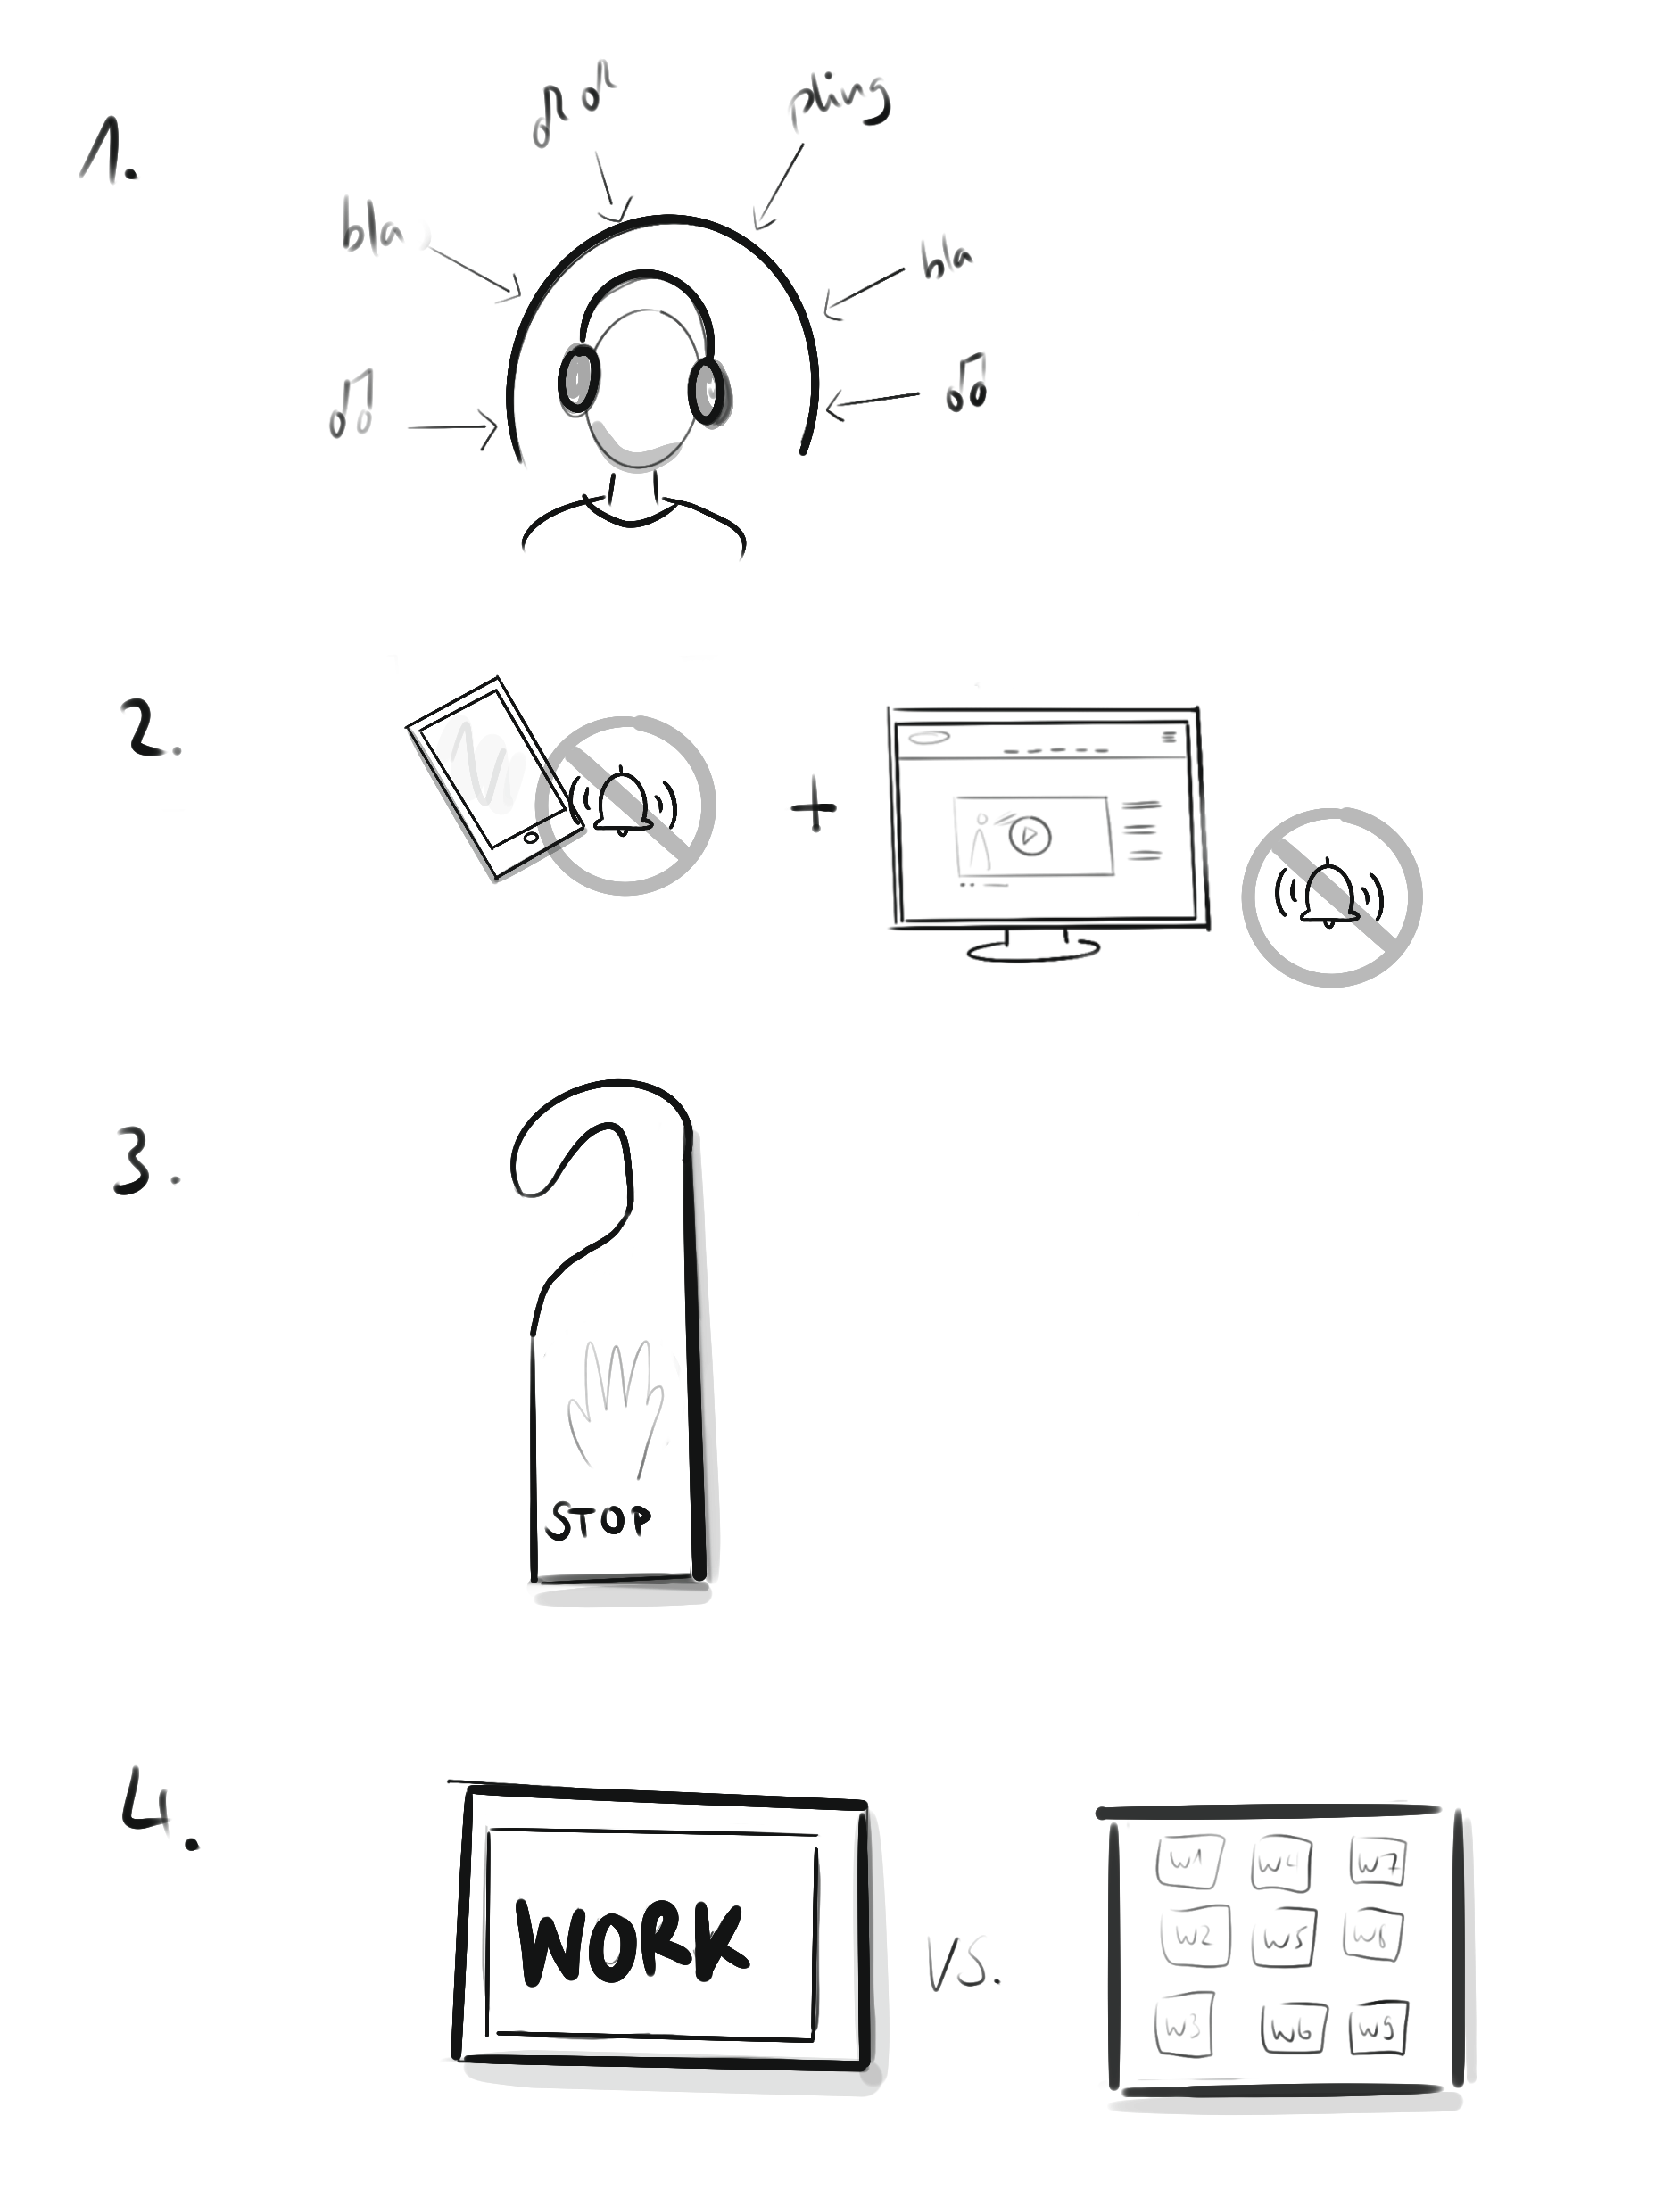 1.
pling
bla
bla
2.
+
3.
STOP
4.
WORK
vs.
W1 W4 W7
W2 W5 W8
W3 W6 W9